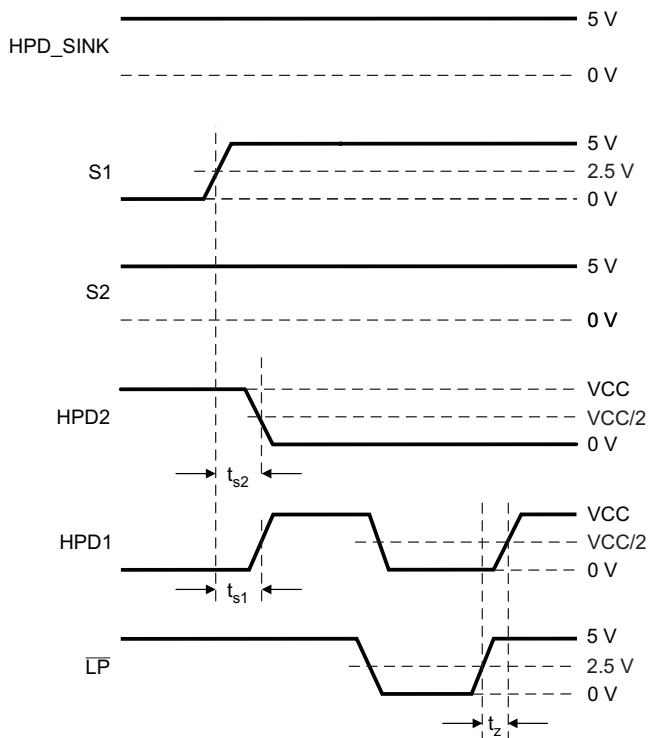 HPD_SINK
5 V
0 V
S1
5 V
2.5 V
0 V
S2
5 V
0 V
HPD2
VCC
VCC/2
0 V
ts2
HPD1
VCC
VCC/2
0 V
ts1
LP
5 V
2.5 V
0 V
tz